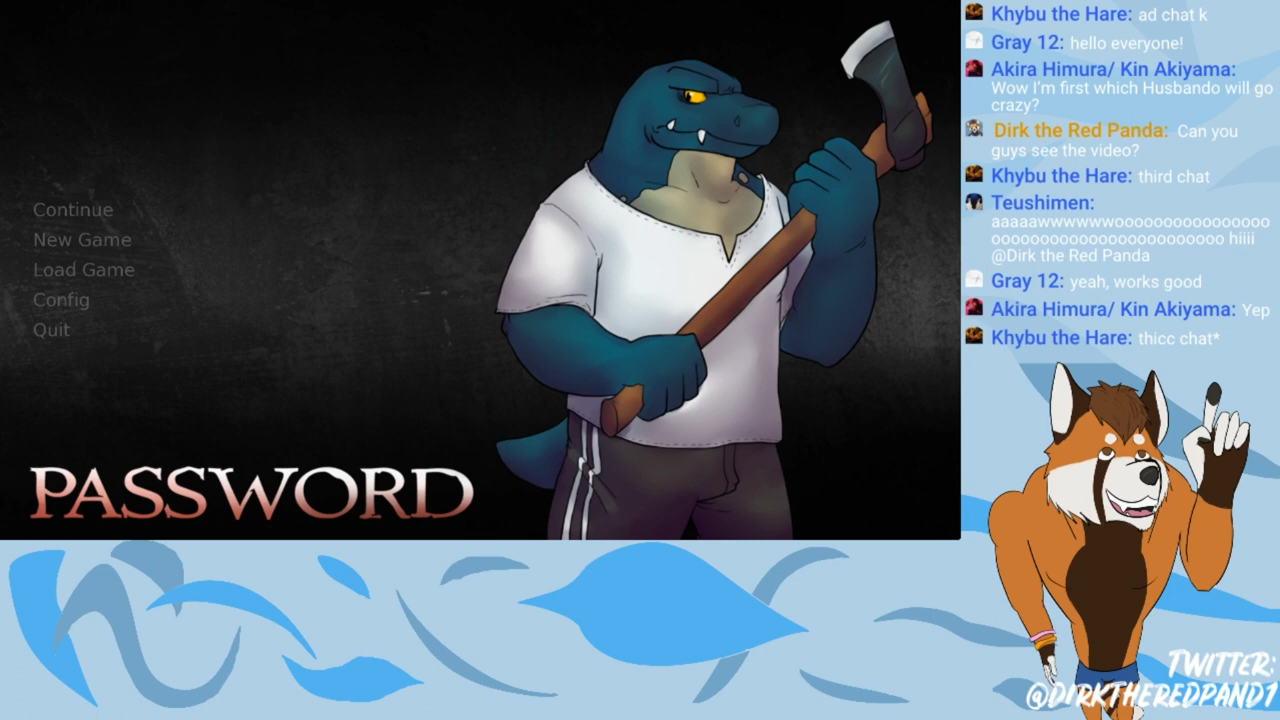 Continue
New Game
Load Game
Config
Quit
PASSWORD
Khybu the Hare: ad chat k
Gray 12: hello everyone!
Akira Himura/ Kin Akiyama:
Wow I'm first which Husbando will go
crazy?
Dirk the Red Panda: Can you
guys see the video?
Khybu the Hare: third chat
Teushimen:
aaaaawwwwwwoooooooooooooooo
oooooooooooooooooooooooo hiiii
@Dirk the Red Panda
Gray 12: yeah, works good
Akira Himura/ Kin Akiyama: Yep
Khybu the Hare: thicc chat*
TWITTER:
@DIRKTHEREDPAND1